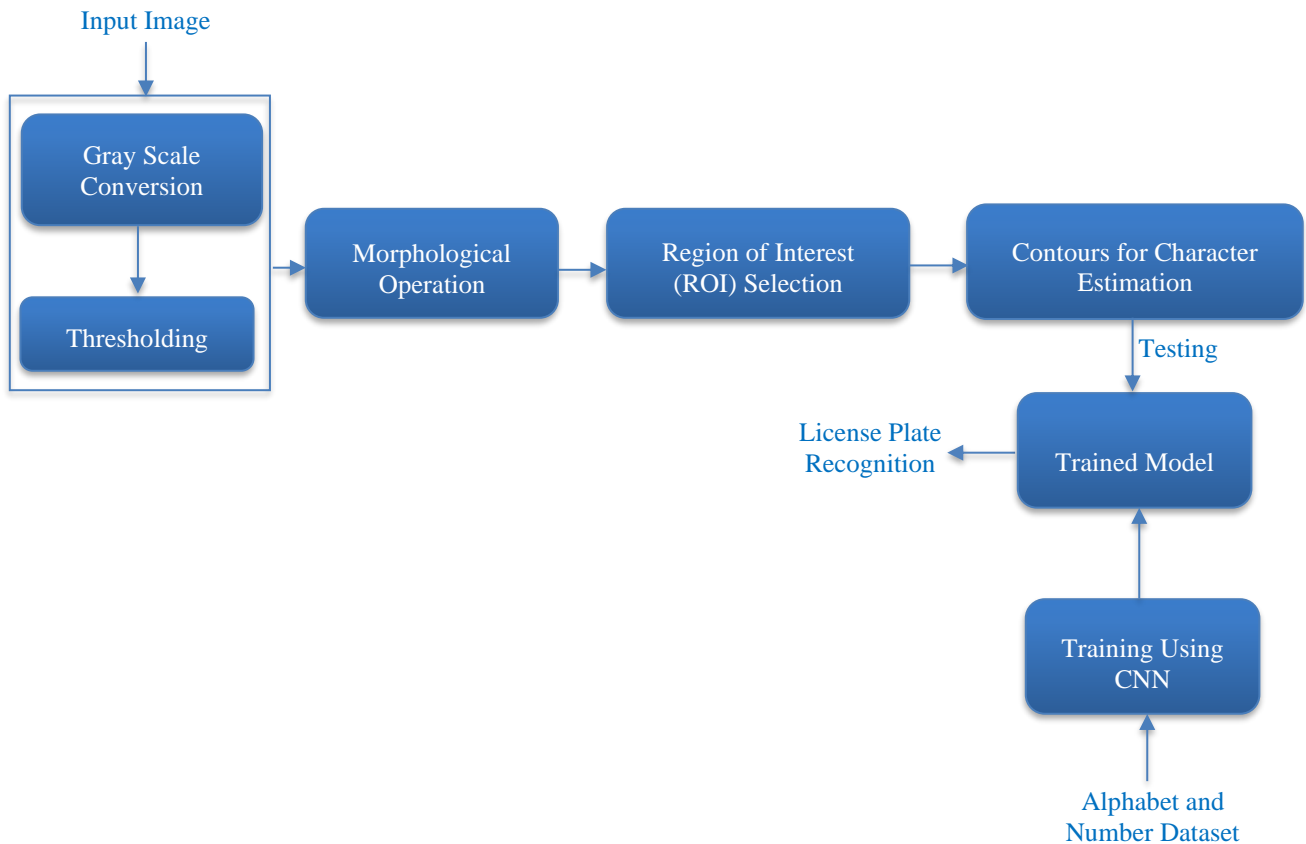 Input Image
Gray Scale
Conversion
Thresholding
Morphological
Operation
Region of Interest
(ROI) Selection
Contours for Character
Estimation
Testing
Trained Model
License Plate
Recognition
Training Using
CNN
Alphabet and
Number Dataset